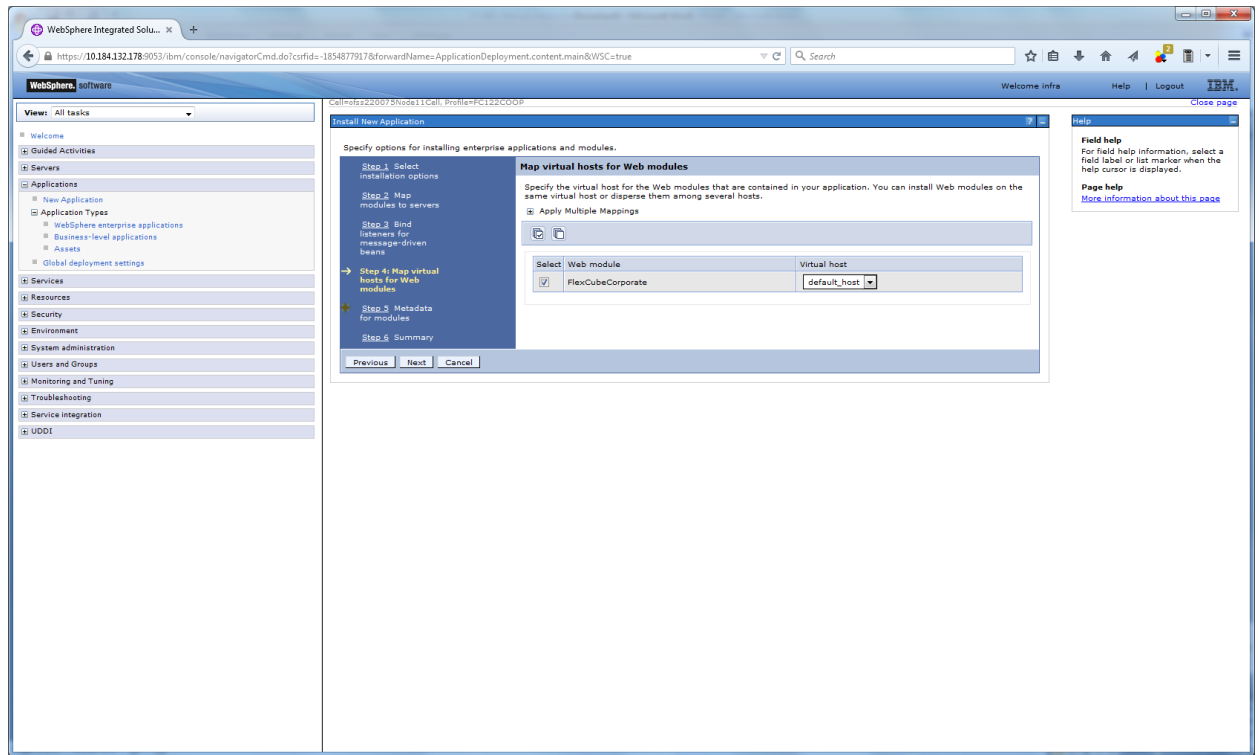 WebSphere Integrated Solu... × +
https://10.184.132.178:9053/ibm/console/navigatorCmd.do?csrfid=-1854877917&forwardName=ApplicationDeployment.content.main&WSC=true
Search
2
WebSphere. software
Welcome infra
Help | Logout
IBM.
View: All tasks
Welcome
Guided Activities
Servers
Applications
New Application
Application Types
WebSphere enterprise applications
Business-level applications
Assets
Global deployment settings
Services
Resources
Security
Environment
System administration
Users and Groups
Monitoring and Tuning
Troubleshooting
Service integration
UDDI
Cell=ofss220075Node11Cell, Profile=FC122COOP
Close page
Install New Application
Specify options for installing enterprise applications and modules.
Step 1 Select
installation options
Step 2 Map
modules to servers
Step 3 Bind
listeners for
message-driven
beans
Step 4: Map virtual
hosts for Web
modules
Step 5 Metadata
for modules
Step 6 Summary
Map virtual hosts for Web modules
Specify the virtual host for the Web modules that are contained in your application. You can install Web modules on the
same virtual host or disperse them among several hosts.
Apply Multiple Mappings
Select Web module Virtual host
FlexCubeCorporate default_host
Previous Next Cancel
Help
Field help
For field help information, select a
field label or list marker when the
help cursor is displayed.
Page help
More information about this page